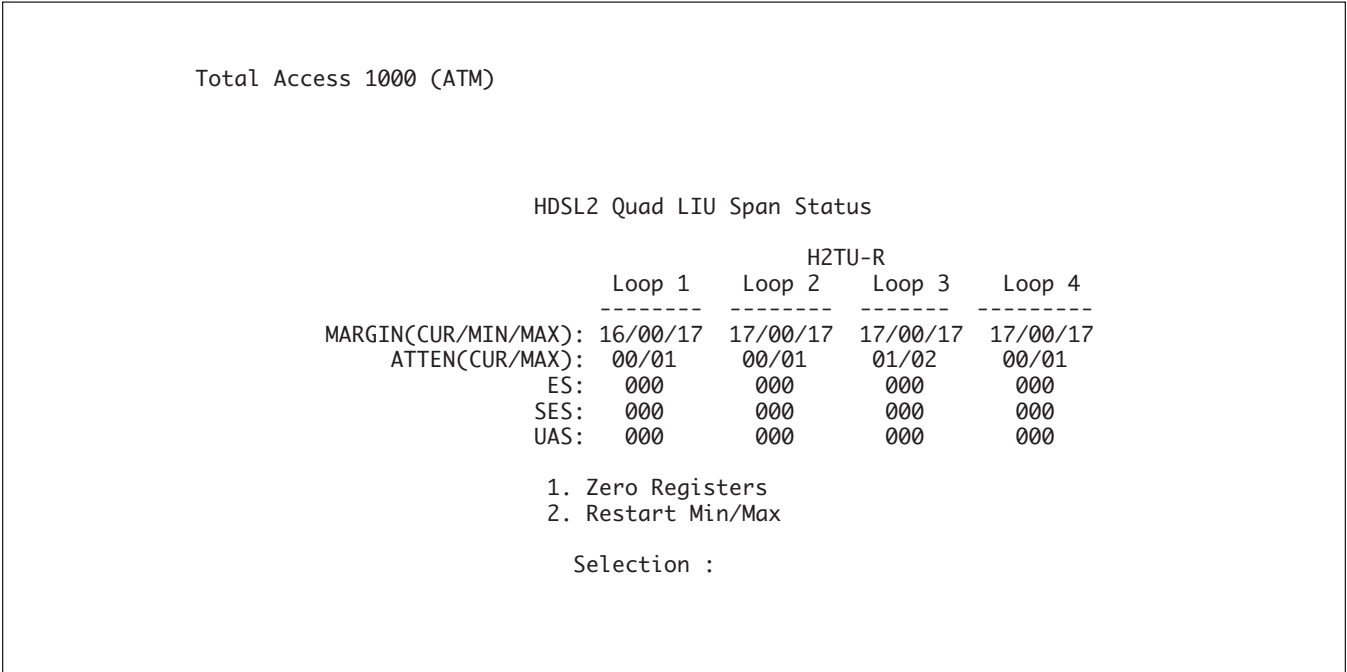 Total Access 1000 (ATM)
HDSL2 Quad LIU Span Status
H2TU-R
Loop 1 Loop 2 Loop 3 Loop 4
-------- -------- ------- ---------
MARGIN(CUR/MIN/MAX): 16/00/17 17/00/17 17/00/17 17/00/17
ATTEN(CUR/MAX): 00/01 00/01 01/02 00/01
ES: 000 000 000 000
SES: 000 000 000 000
UAS: 000 000 000 000
1. Zero Registers
2. Restart Min/Max
Selection :